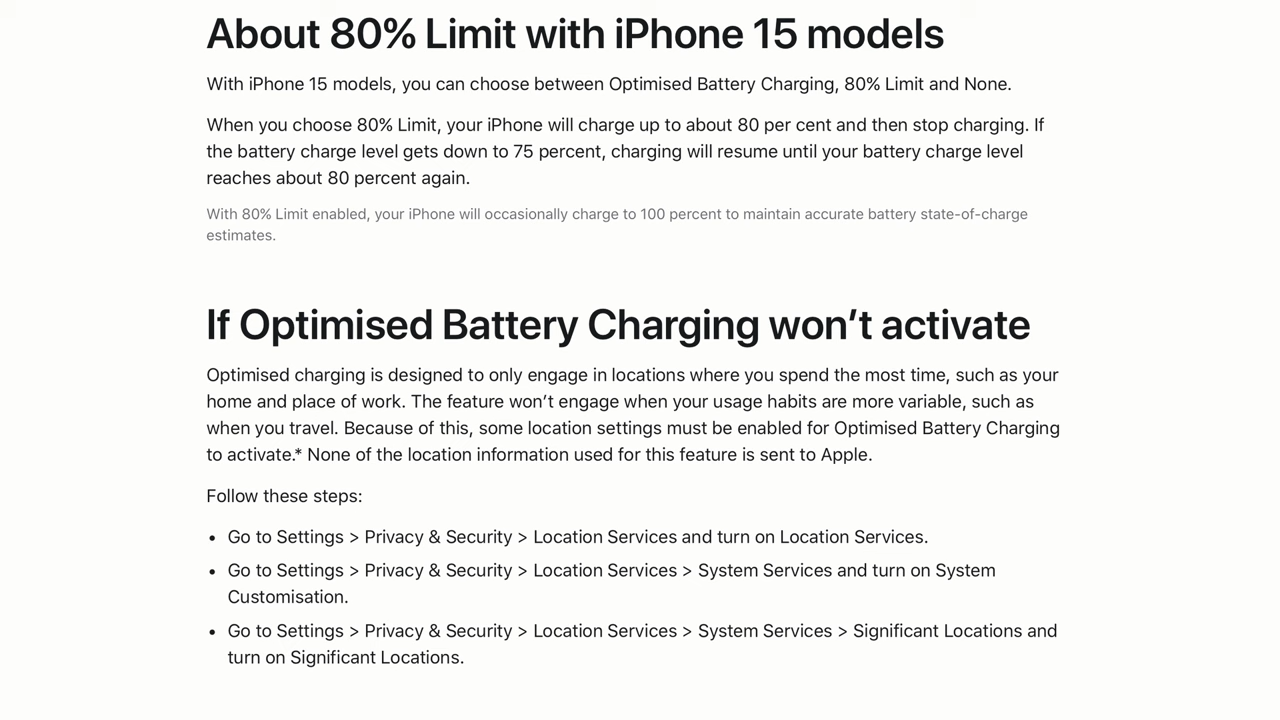 About 80% Limit with iPhone 15 models
With iPhone 15 models, you can choose between Optimised Battery Charging, 80% Limit and None.
When you choose 80% Limit, your iPhone will charge up to about 80 per cent and then stop charging. If
the battery charge level gets down to 75 percent, charging will resume until your battery charge level
reaches about 80 percent again.
With 80% Limit enabled, your iPhone will occasionally charge to 100 percent to maintain accurate battery state-of-charge
estimates.
If Optimised Battery Charging won’t activate
Optimised charging is designed to only engage in locations where you spend the most time, such as your
home and place of work. The feature won’t engage when your usage habits are more variable, such as
when you travel. Because of this, some location settings must be enabled for Optimised Battery Charging
to activate.* None of the location information used for this feature is sent to Apple.
Follow these steps:
• Go to Settings > Privacy & Security > Location Services and turn on Location Services.
• Go to Settings > Privacy & Security > Location Services > System Services and turn on System
Customisation.
• Go to Settings > Privacy & Security > Location Services > System Services > Significant Locations and
turn on Significant Locations.